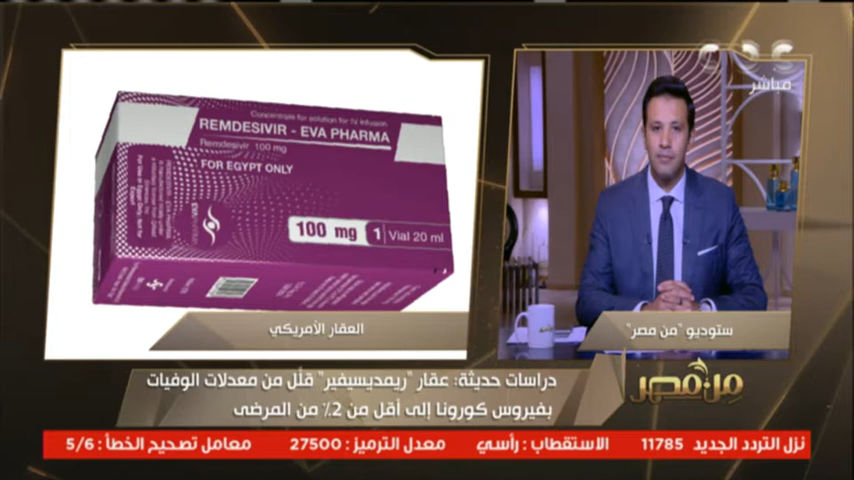 Concentrate for solution for IV Infusion
REMDESIVIR - EVA PHARMA
Remdesivir 100 mg
FOR EGYPT ONLY
100 mg 1 Vial 20 ml
مباشر
العقار الأمريكي
ستوديو "من مصر"
من مصر
دراسات حديثة: عقار "ريمديسيفير" قلّل من معدلات الوفيات
بفيروس كورونا إلى أقل من 2٪ من المرضى
نزل التردد الجديد 11785 الاستقطاب : رأسي معدل الترميز : 27500 معامل تصحيح الخطأ : 5/6